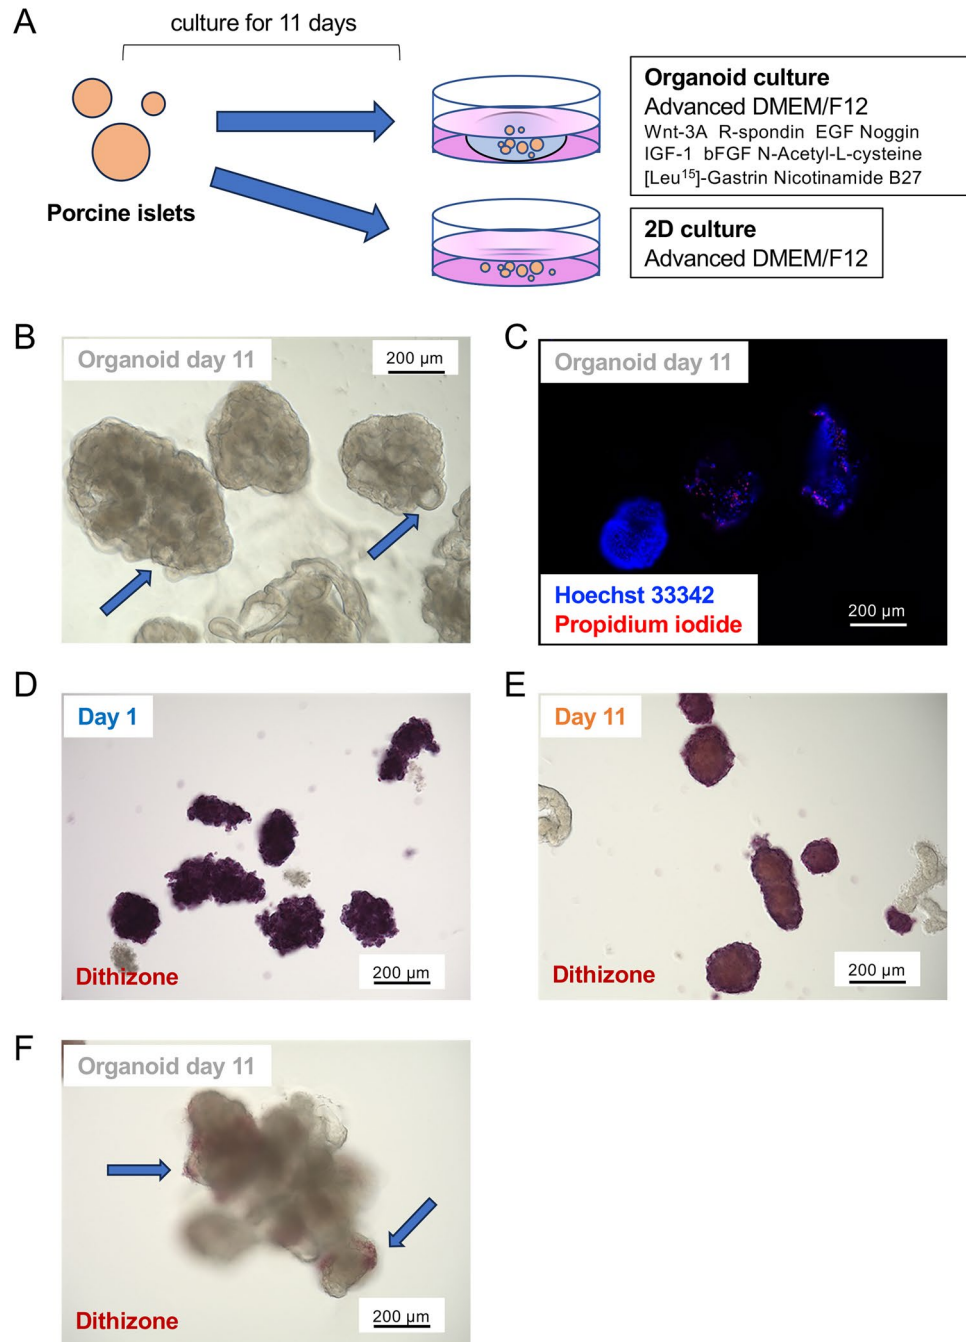 A
culture for 11 days
Porcine islets
Organoid culture
Advanced DMEM/F12
Wnt-3A R-spondin EGF Noggin
IGF-1 bFGF N-Acetyl-L-cysteine
[Leu¹⁵]-Gastrin Nicotinamide B27
2D culture
Advanced DMEM/F12
B
Organoid day 11
200 µm
C
Organoid day 11
Hoechst 33342
Propidium iodide
200 µm
D
Day 1
Dithizone
200 µm
E
Day 11
Dithizone
200 µm
F
Organoid day 11
Dithizone
200 µm